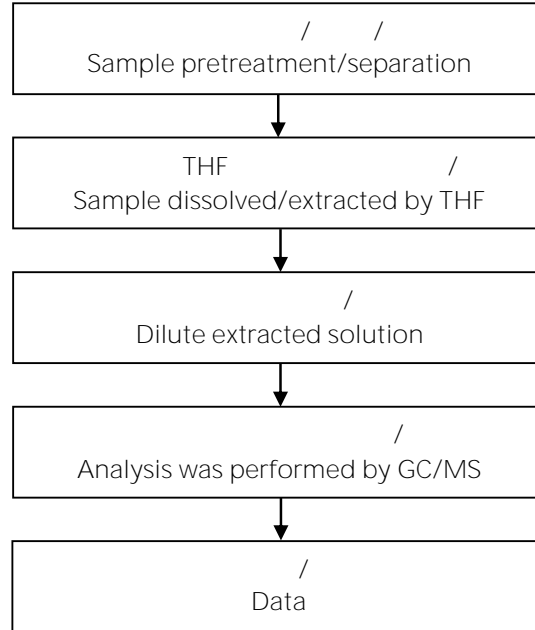 / /
Sample pretreatment/separation
THF /
Sample dissolved/extracted by THF
/
Dilute extracted solution
/
Analysis was performed by GC/MS
/
Data